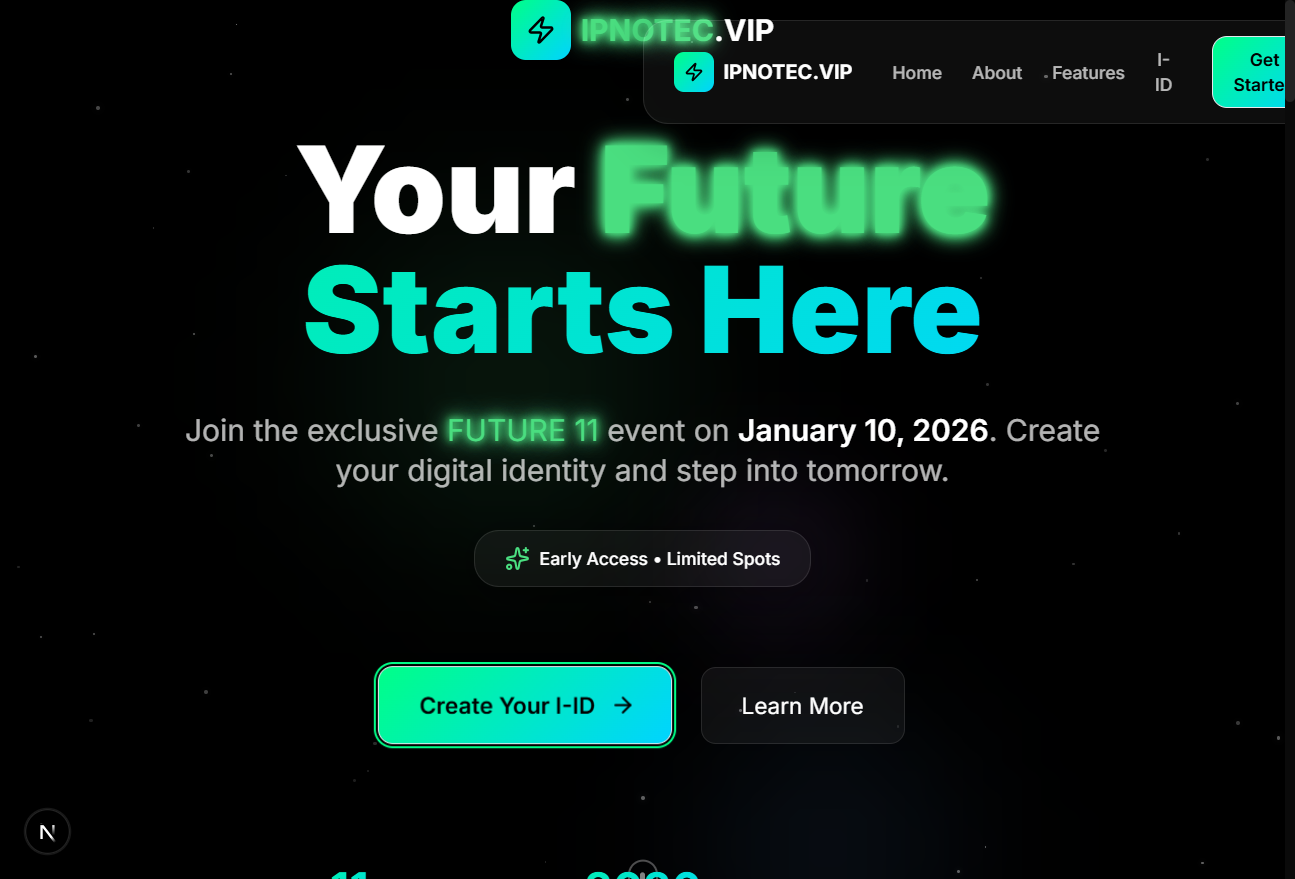 IPNOTEC.VIP
IPNOTEC.VIP
Home
About
Features
I-
ID
Get
Starte
Your Future
Starts Here
Join the exclusive FUTURE 11 event on January 10, 2026. Create
your digital identity and step into tomorrow.
Early Access • Limited Spots
Create Your I-ID →
Learn More
N
11